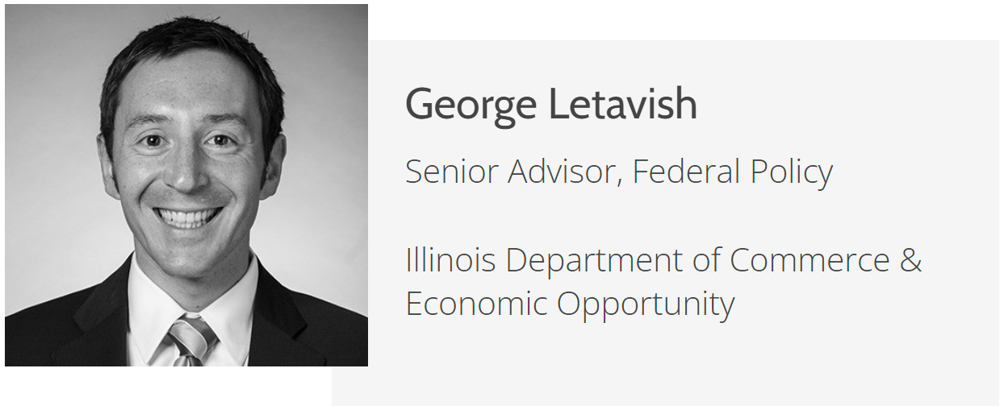 George Letavish
Senior Advisor, Federal Policy
Illinois Department of Commerce &
Economic Opportunity